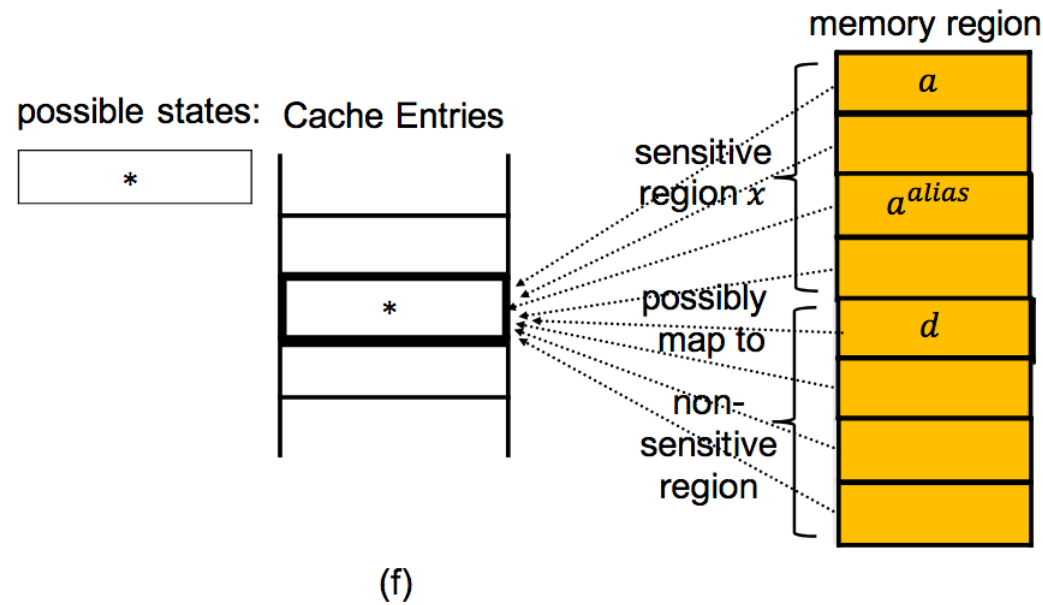 memory region
possible states:
Cache Entries
*
*
sensitive
region x
possibly
map to
non-
sensitive
region
a
a^{alias}
d
(f)